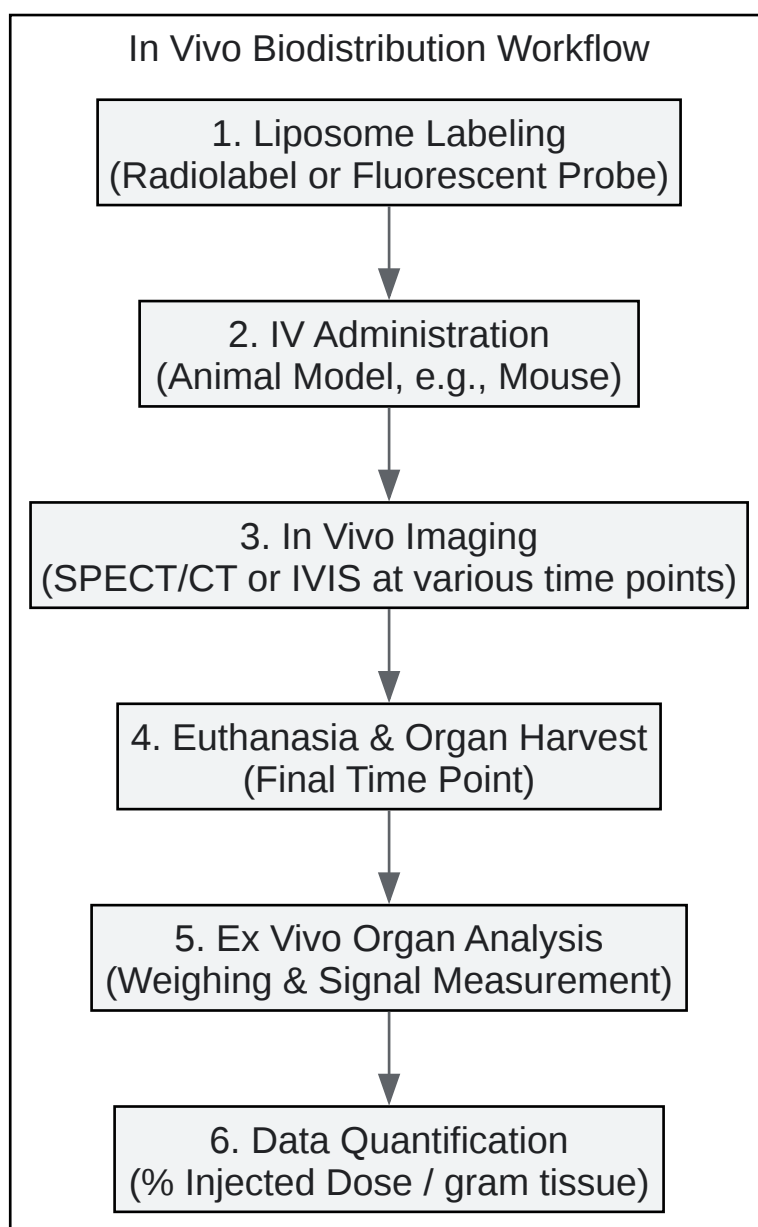 In Vivo Biodistribution Workflow
1. Liposome Labeling
(Radiolabel or Fluorescent Probe)
2. IV Administration
(Animal Model, e.g., Mouse)
3. In Vivo Imaging
(SPECT/CT or IVIS at various time points)
4. Euthanasia & Organ Harvest
(Final Time Point)
5. Ex Vivo Organ Analysis
(Weighing & Signal Measurement)
6. Data Quantification
(% Injected Dose / gram tissue)